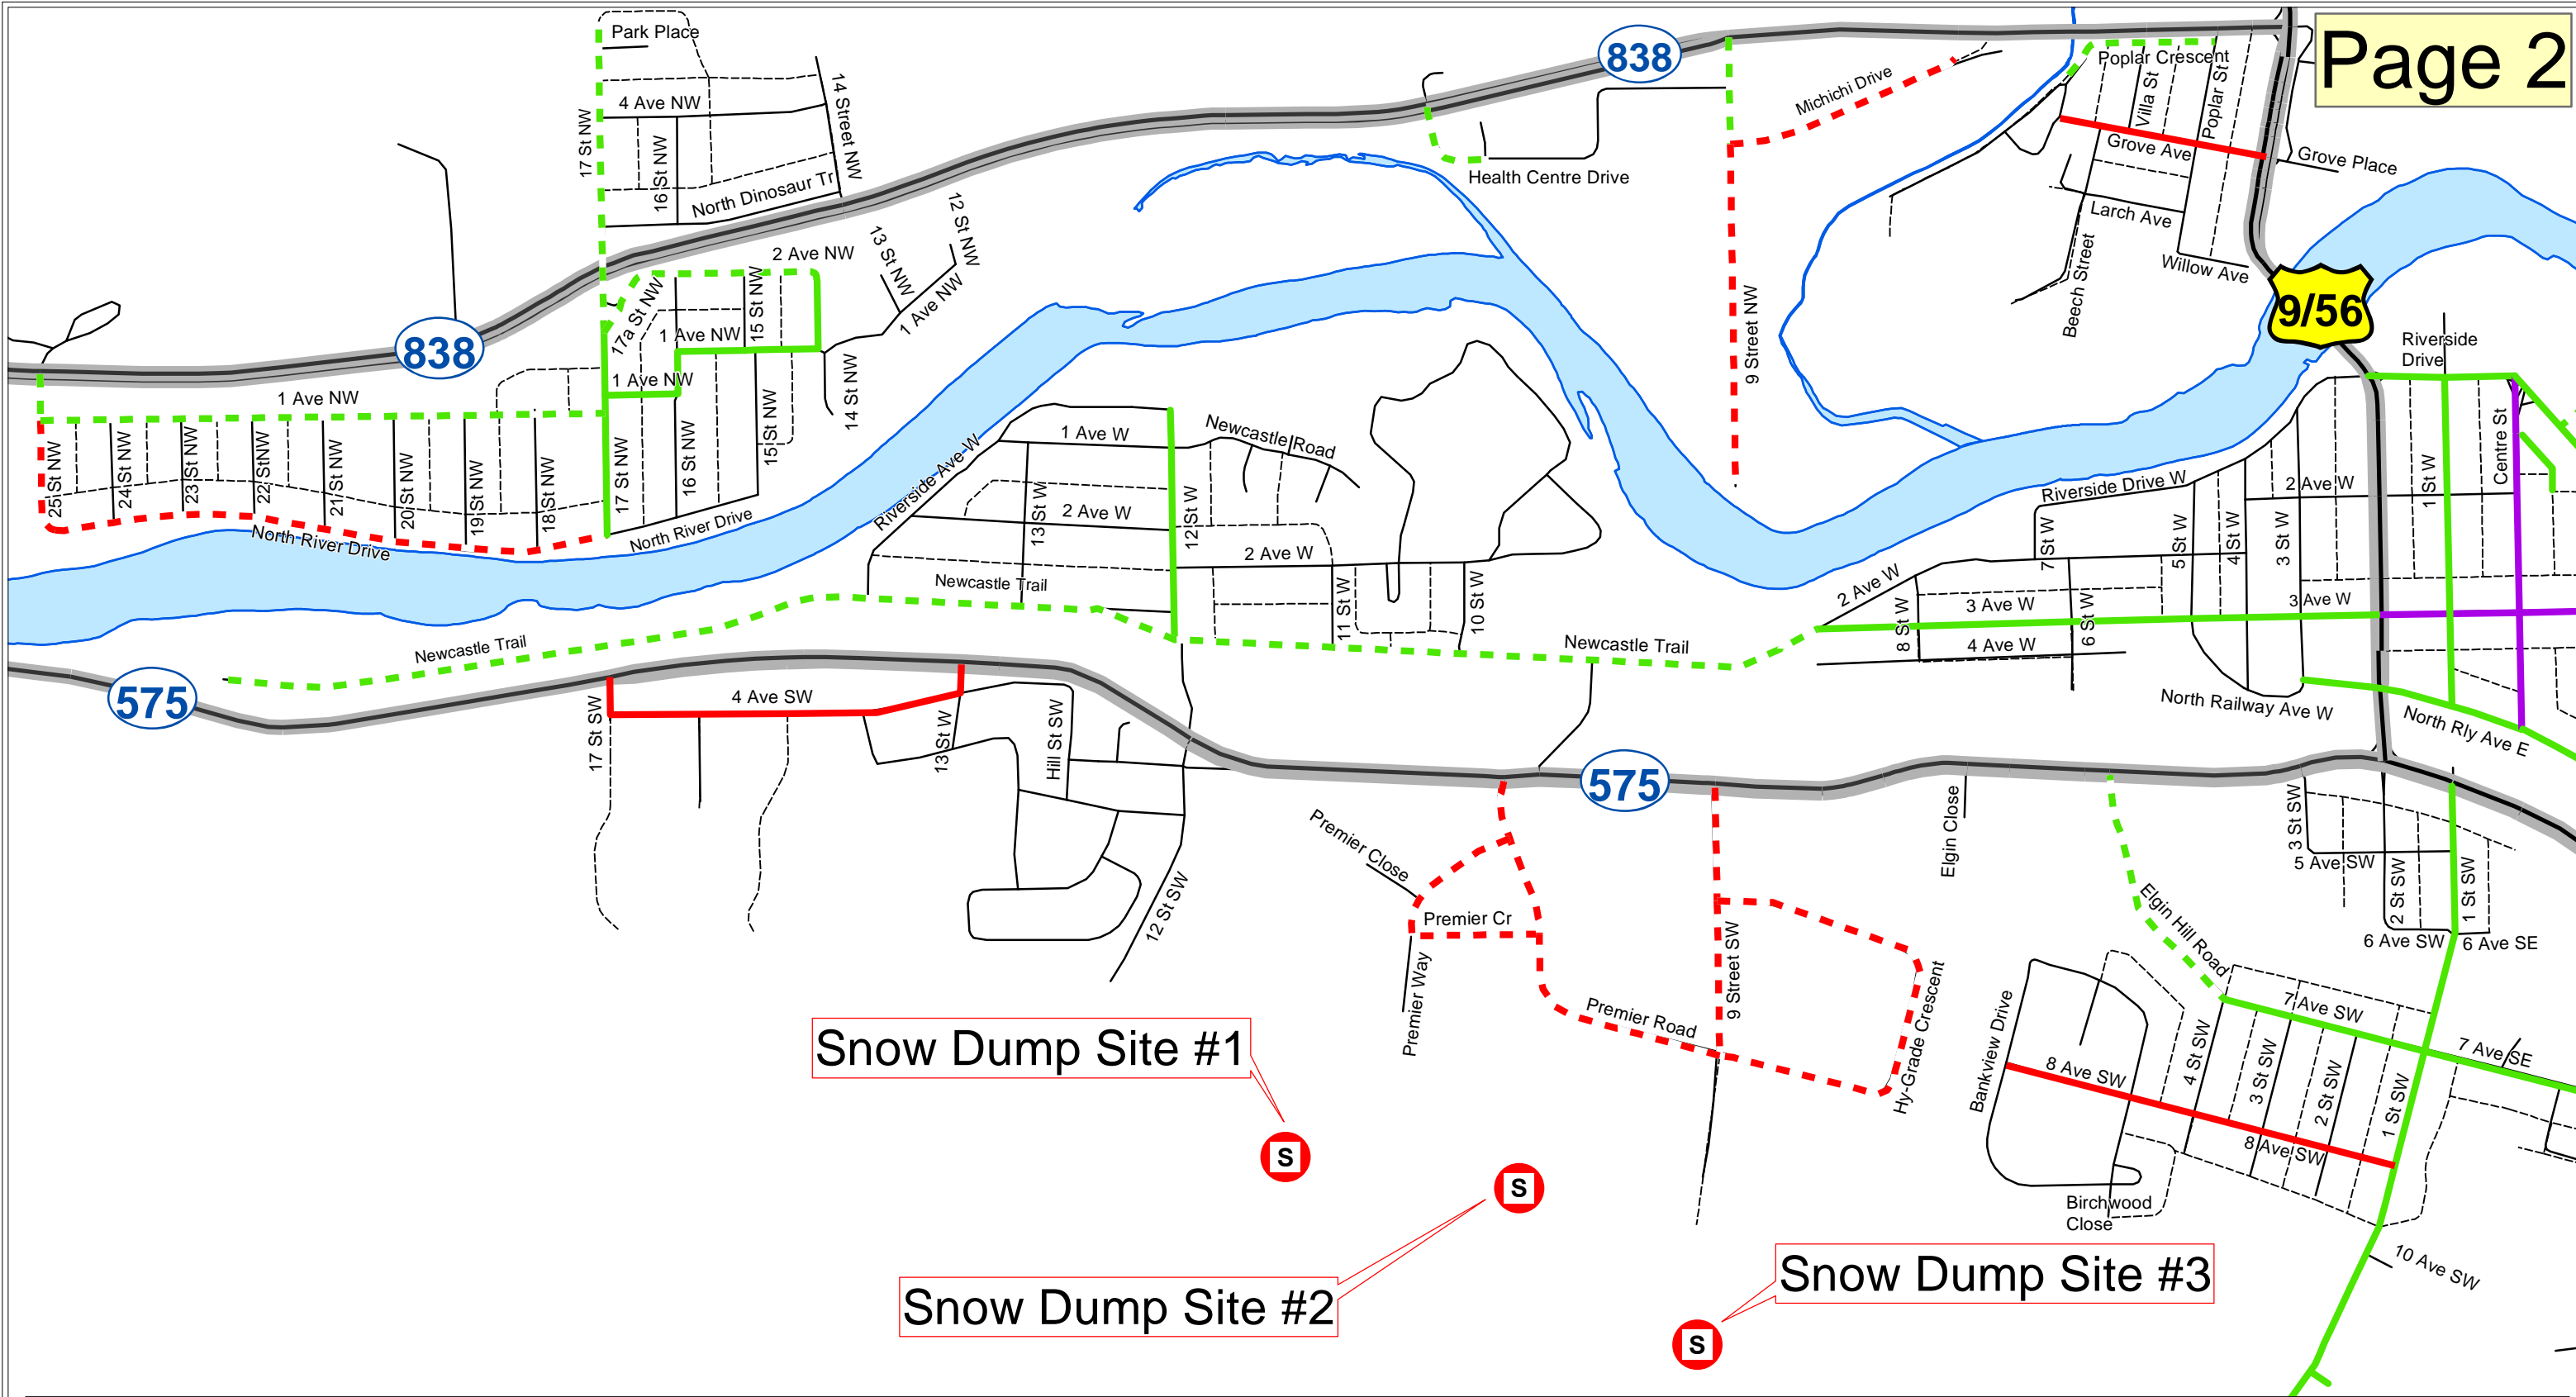 Page 2
Park Place
4 Ave NW
14 Street NW
17 St NW
16 St NW
North Dinosaur Tr
838
Michichi Drive
Health Centre Drive
Poplar Crescent
Villa St
Poplar St
Grove Ave
Grove Place
Larch Ave
Willow Ave
Beech Street
9/56
12 St NW
13 St NW
1 Ave NW
2 Ave NW
17a St NW
15 St NW
1 Ave NW
1 Ave NW
14 St NW
838
1 Ave NW
25 St NW
24 St NW
23 St NW
22 St NW
21 St NW
20 St NW
19 St NW
18 St NW
17 St NW
16 St NW
15 St NW
North River Drive
North River Drive
9 Street NW
Riverside
Drive
1 Ave W
Newcastle Road
Riverside Ave W
13 St W
2 Ave W
12 St W
2 Ave W
11 St W
10 St W
Newcastle Trail
Newcastle Trail
Newcastle Trail
Riverside Drive W
2 Ave W
1 St W
Centre St
7 St W
5 St W
4 St W
3 St W
2 Ave W
3 Ave W
3 Ave W
8 St W
6 St W
4 Ave W
North Railway Ave W
North Rly Ave E
575
4 Ave SW
17 St SW
13 St W
Hill St SW
12 St SW
575
Premier Close
Premier Cr
Premier Way
Premier Road
9 Street SW
Hy-Grade Crescent
Elgin Close
Elgin Hill Road
3 St SW
5 Ave SW
2 St SW
1 St SW
6 Ave SW
6 Ave SE
7 Ave SW
7 Ave SE
Bankview Drive
8 Ave SW
4 St SW
3 St SW
2 St SW
1 St SW
8 Ave SW
Birchwood
Close
10 Ave SW
Snow Dump Site #1
S
S
Snow Dump Site #2
Snow Dump Site #3
S